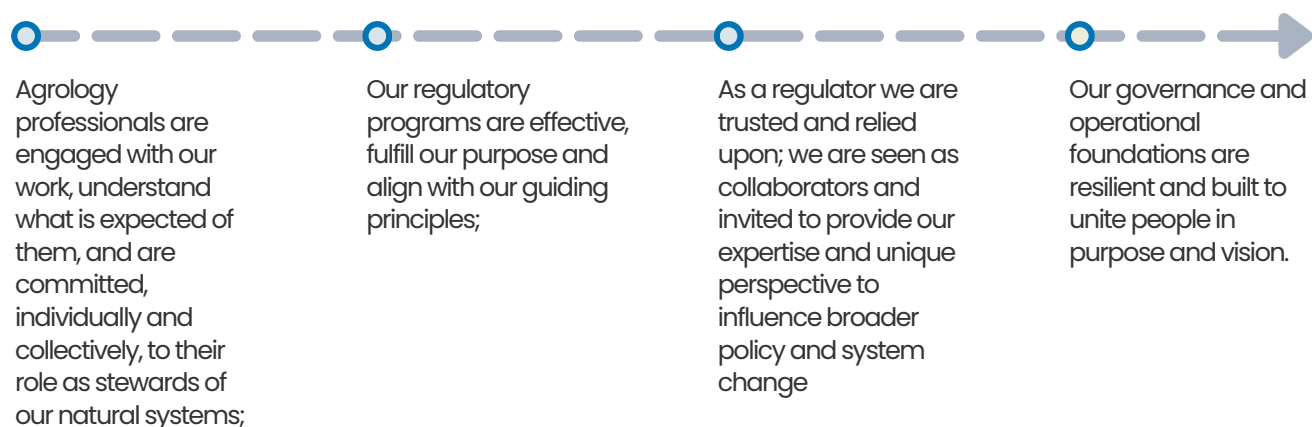 Agrology
professionals are
engaged with our
work, understand
what is expected of
them, and are
committed,
individually and
collectively, to their
role as stewards of
our natural systems;
Our regulatory
programs are effective,
fulfill our purpose and
align with our guiding
principles;
As a regulator we are
trusted and relied
upon; we are seen as
collaborators and
invited to provide our
expertise and unique
perspective to
influence broader
policy and system
change
Our governance and
operational
foundations are
resilient and built to
unite people in
purpose and vision.